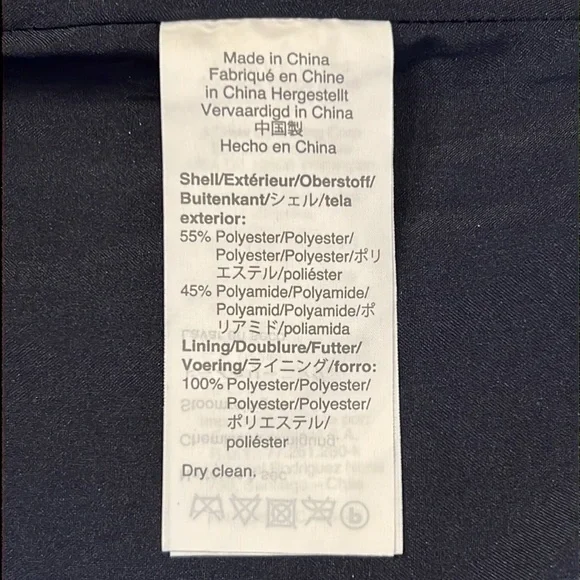 Made in China
Fabriqué en Chine
in China Hergestellt
Vervaardigd in China
中国製
Hecho en China
Shell/Extérieur/Oberstoff/
Buitenkant/シェル/tela
exterior:
55% Polyester/Polyester/
Polyester/Polyester/ポリ
エステル/poliéster
45% Polyamide/Polyamide/
Polyamid/Polyamide/ポ
リアミド/poliamida
Lining/Doublure/Futter/
Voering/ライニング/forro:
100% Polyester/Polyester/
Polyester/Polyester/
ポリエステル/
poliéster
Dry clean.